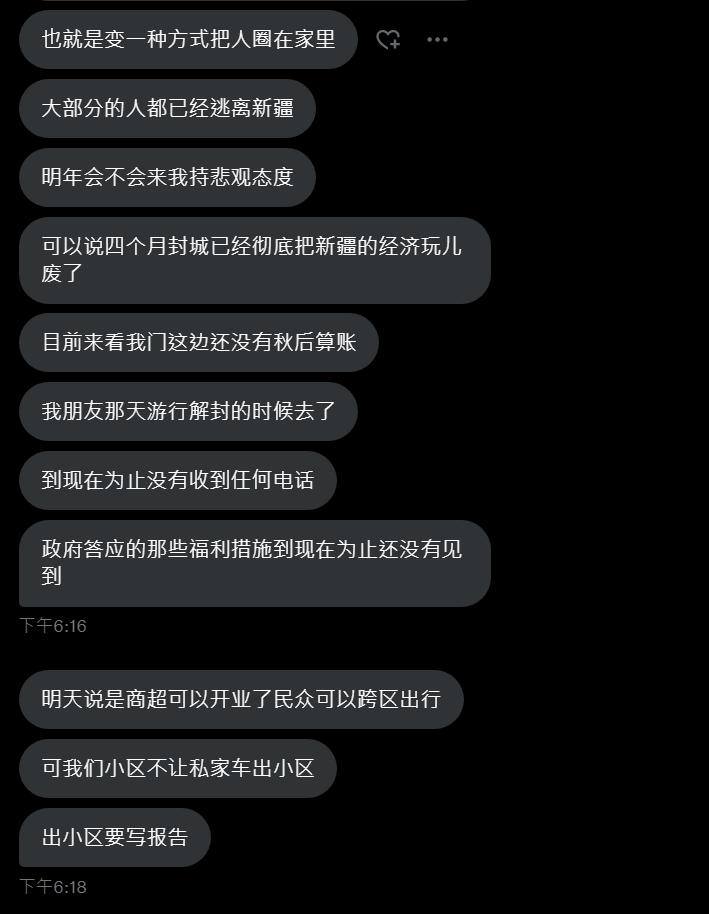 也就是变一种方式把人圈在家里
大部分的人都已经逃离新疆
明年会不会来我持悲观态度
可以说四个月封城已经彻底把新疆的经济玩儿
废了
目前来看我门这边还没有秋后算账
我朋友那天游行解封的时候去了
到现在为止没有收到任何电话
政府答应的那些福利措施到现在为止还没有见
到
下午6:16
明天说是商超可以开业了民众可以跨区出行
可我们小区不让私家车出小区
出小区要写报告
下午6:18